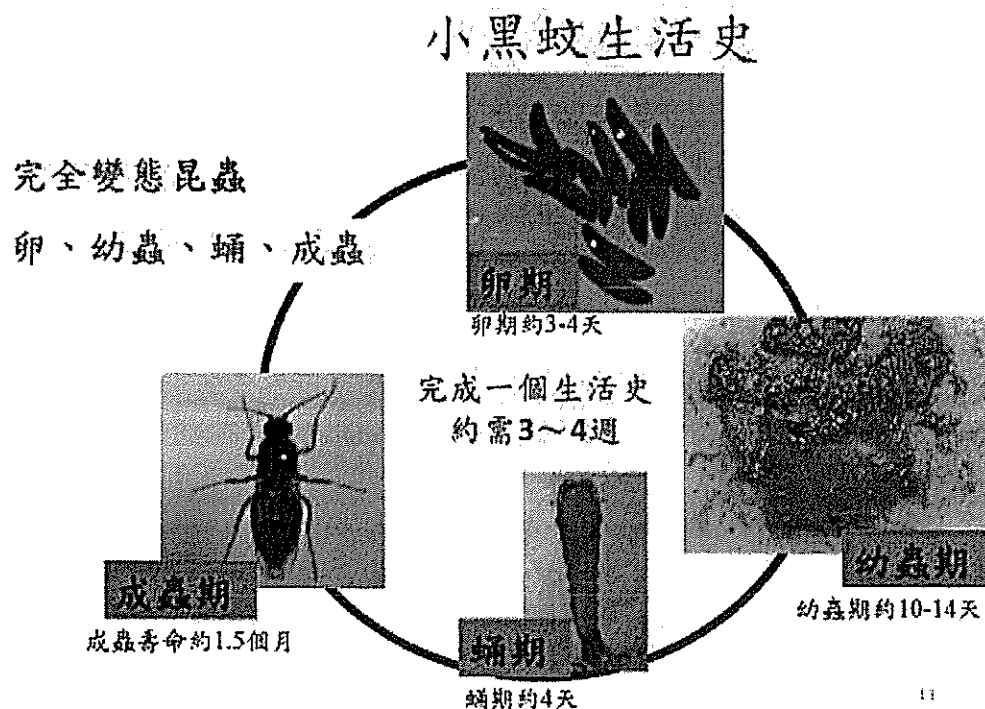 小黑蚊生活史
完全變態昆蟲
卵、幼蟲、蛹、成蟲
卵期
卵期約3-4天
完成一個生活史
約需3～4週
幼蟲期
幼蟲期約10-14天
成蟲期
成蟲壽命約1.5個月
蛹期
蛹期約4天
11